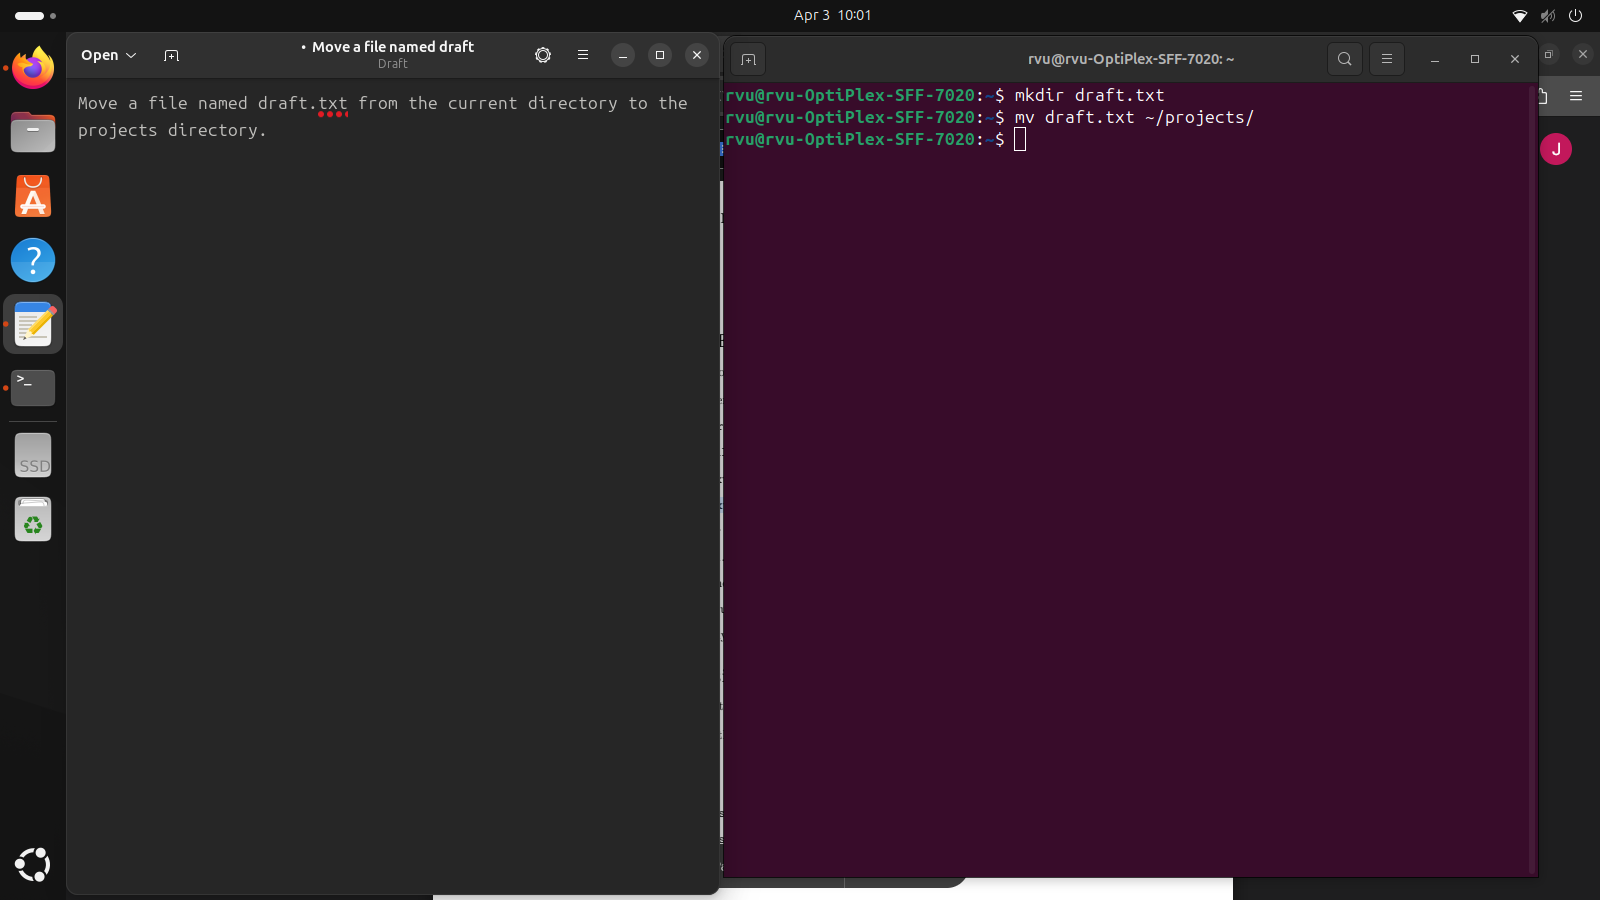 Apr 3 10:01
Open
• Move a file named draft
Draft
Move a file named draft.txt from the current directory to the
projects directory.
rvu@rvu-OptiPlex-SFF-7020: ~
rvu@rvu-OptiPlex-SFF-7020:~$ mkdir draft.txt
rvu@rvu-OptiPlex-SFF-7020:~$ mv draft.txt ~/projects/
rvu@rvu-OptiPlex-SFF-7020:~$
J
>_
SSD